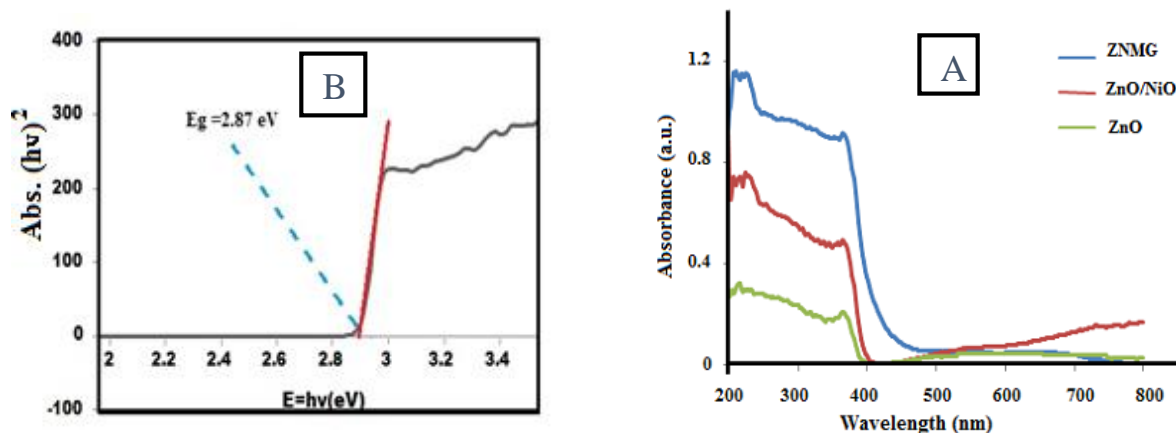 400
300
200
100
0
-100
Abs. (hν)²
B
Eg =2.87 eV
2 2.2 2.4 2.6 2.8 3 3.2 3.4
E=hν(eV)
A
ZNMG
ZnO/NiO
ZnO
1.2
0.8
0.4
0
Absorbance (a.u.)
200 300 400 500 600 700 800
Wavelength (nm)